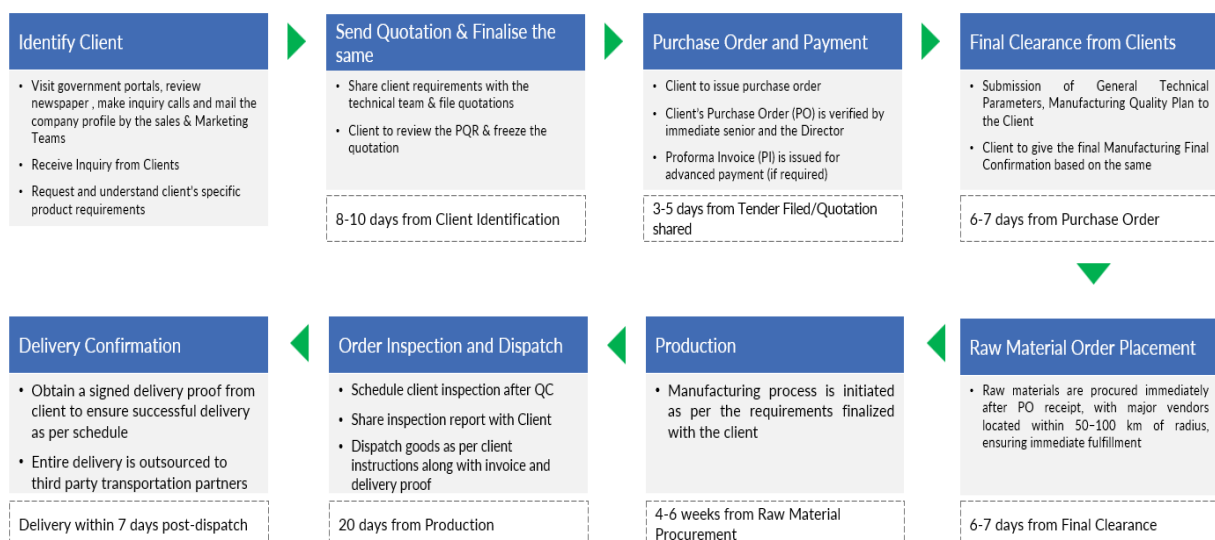 Identify Client
• Visit government portals, review
newspaper , make inquiry calls and mail the
company profile by the sales & Marketing
Teams
• Receive Inquiry from Clients
• Request and understand client's specific
product requirements
Send Quotation & Finalise the
same
• Share client requirements with the
technical team & file quotations
• Client to review the PQR & freeze the
quotation
8-10 days from Client Identification
Purchase Order and Payment
• Client to issue purchase order
• Client's Purchase Order (PO) is verified by
immediate senior and the Director
• Proforma Invoice (PI) is issued for
advanced payment (if required)
3-5 days from Tender Filed/Quotation
shared
Final Clearance from Clients
• Submission of General Technical
Parameters, Manufacturing Quality Plan to
the Client
• Client to give the final Manufacturing Final
Confirmation based on the same
6-7 days from Purchase Order
Raw Material Order Placement
• Raw materials are procured immediately
after PO receipt, with major vendors
located within 50–100 km of radius,
ensuring immediate fulfillment
6-7 days from Final Clearance
Production
• Manufacturing process is initiated
as per the requirements finalized
with the client
4-6 weeks from Raw Material
Procurement
Order Inspection and Dispatch
• Schedule client inspection after QC
• Share inspection report with Client
• Dispatch goods as per client
instructions along with invoice and
delivery proof
20 days from Production
Delivery Confirmation
• Obtain a signed delivery proof from
client to ensure successful delivery
as per schedule
• Entire delivery is outsourced to
third party transportation partners
Delivery within 7 days post-dispatch